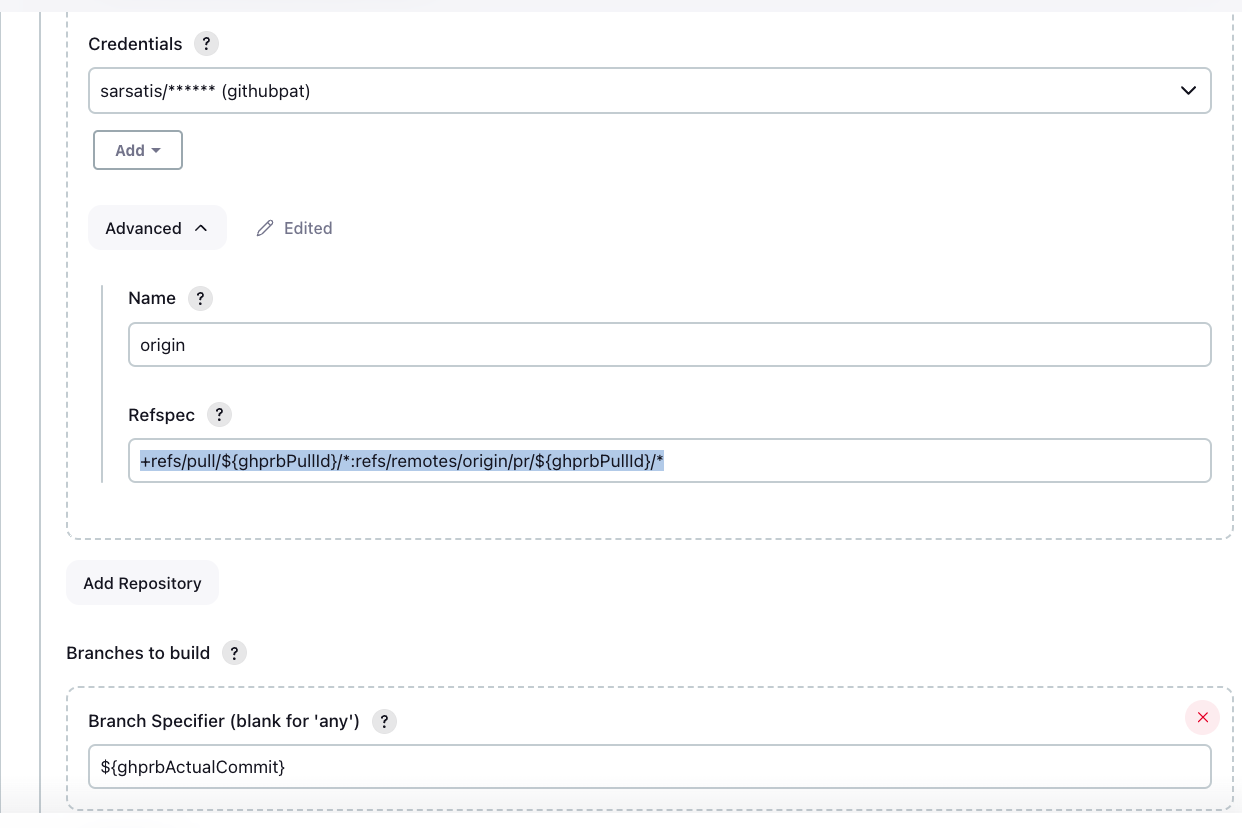 Credentials ?
sarsatis/****** (githubpat)
Add
Advanced Edited
Name ?
origin
Refspec ?
+refs/pull/${ghprbPullId}/*:refs/remotes/origin/pr/${ghprbPullId}/*
Add Repository
Branches to build ?
Branch Specifier (blank for 'any') ?
${ghprbActualCommit}